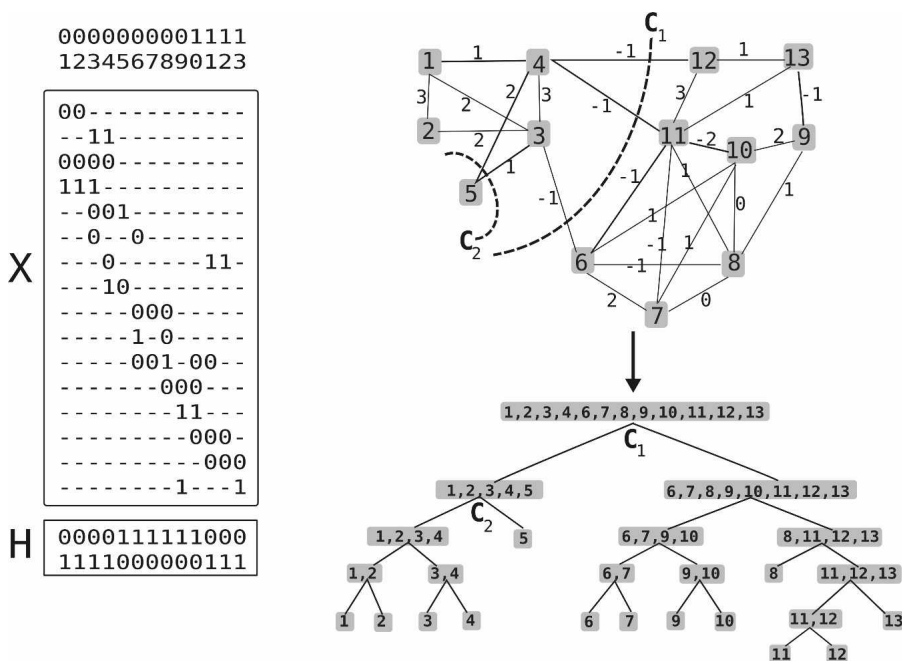 0000000001111
1234567890123
X
00-----------
--11---------
0000---------
111----------
--001--------
--0--0-------
---0------11-
---10--------
-----000-----
-----1-0-----
-----001-00--
-------000---
--------11---
---------000-
----------000
--------1---1
H
0000111111000
1111000000111
C1
1 1 4 -1 12 1 13
3 2 2 3 -1 3 1 -1
2 2 3 11 -2 10 2 9
1 -1 1
5 -1 1 0 1
C2
-1 1
6 -1 8
2 7 0
1,2,3,4,6,7,8,9,10,11,12,13
C1
1,2,3,4,5 6,7,8,9,10,11,12,13
C2
1,2,3,4 5 6,7,9,10 8,11,12,13
1,2 3,4 6,7 9,10 8 11,12,13
1 2 3 4 6 7 9 10 11,12 13
11 12